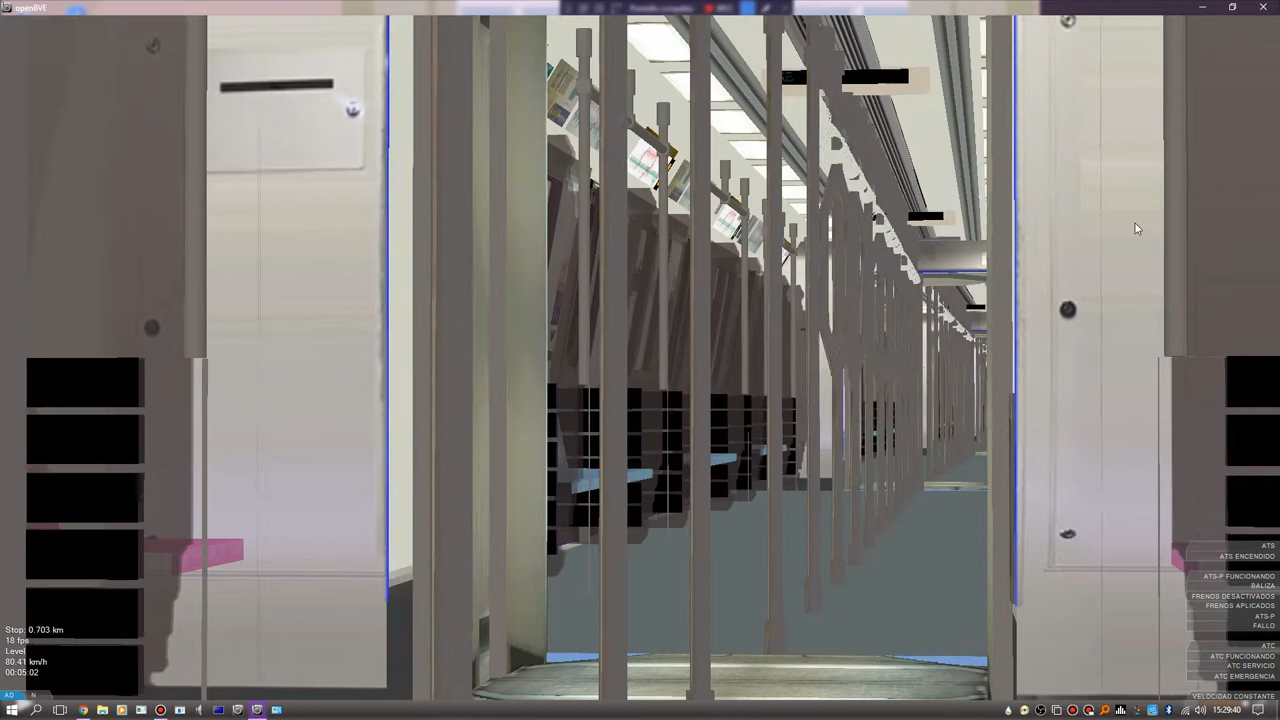 openBVE
ATS
ATS ENCENDIDO
ATS-P FUNCIONANDO
BALIZA
FRENOS DESACTIVADOS
FRENOS APLICADOS
ATS-P
FALLO
ATC
ATC FUNCIONANDO
ATC SERVICIO
ATC EMERGENCIA
VELOCIDAD CONSTANTE
Stop: 0.703 km
18 fps
Level
80.41 km/h
00:05:02
AD N
15:29:40